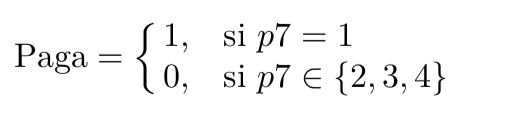 Paga = { 1, si p7 = 1
0, si p7 ∈ {2, 3, 4}